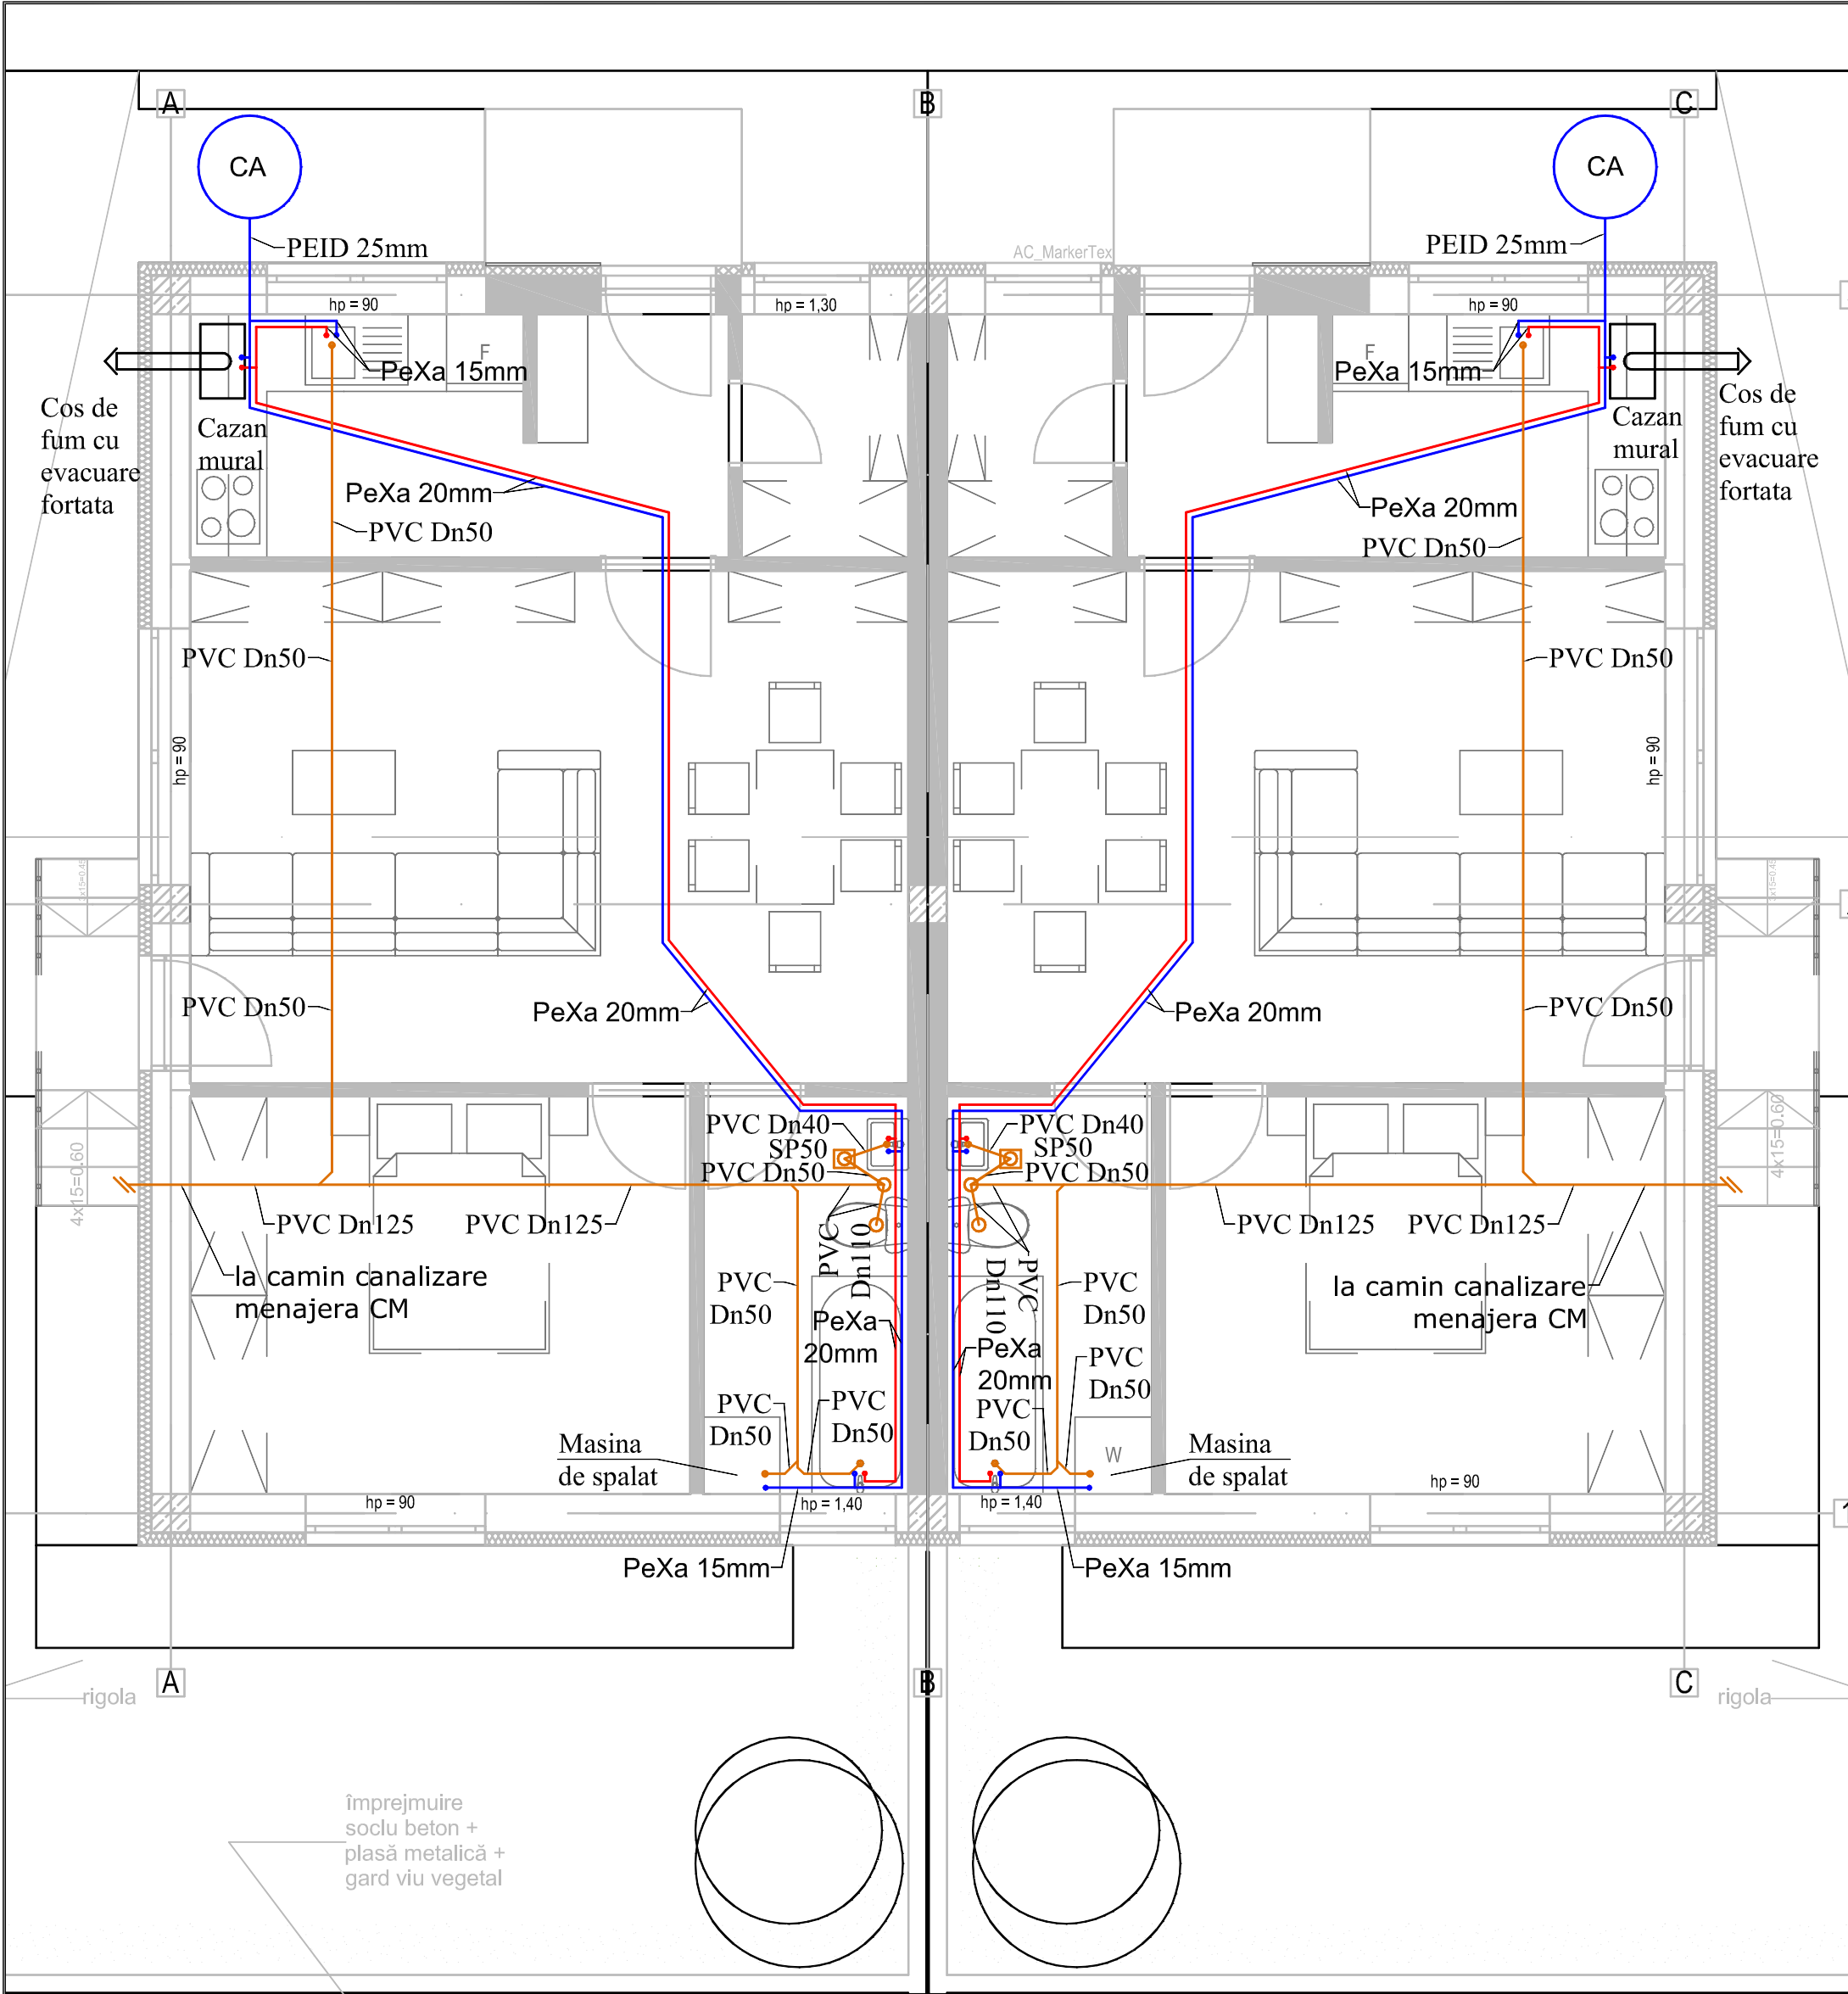 A
B
C
CA
CA
PEID 25mm
PEID 25mm
AC_MarkerTex
hp = 90
hp = 1,30
hp = 90
F
F
PeXa 15mm
PeXa 15mm
Cos de
fum cu
evacuare
fortata
Cazan
mural
Cazan
mural
Cos de
fum cu
evacuare
fortata
PeXa 20mm
PeXa 20mm
PVC Dn50
PVC Dn50
PVC Dn50
PVC Dn50
hp = 90
hp = 90
PVC Dn50
PeXa 20mm
PeXa 20mm
PVC Dn50
PVC Dn40
SP50
PVC Dn50
PVC Dn40
SP50
PVC Dn50
4x15=0.60
4x15=0.60
PVC Dn125
PVC Dn125
PVC Dn125
PVC Dn125
PVC
Dn110
PVC
Dn110
la camin canalizare
menajera CM
la camin canalizare
menajera CM
PVC
Dn50
PVC
Dn50
PeXa
20mm
PeXa
20mm
PVC
Dn50
PVC
Dn50
PVC
Dn50
PVC
Dn50
Masina
de spalat
W
Masina
de spalat
hp = 90
hp = 1,40
hp = 1,40
hp = 90
PeXa 15mm
PeXa 15mm
A
B
C
rigola
rigola
împrejmuire
soclu beton +
plasă metalică +
gard viu vegetal